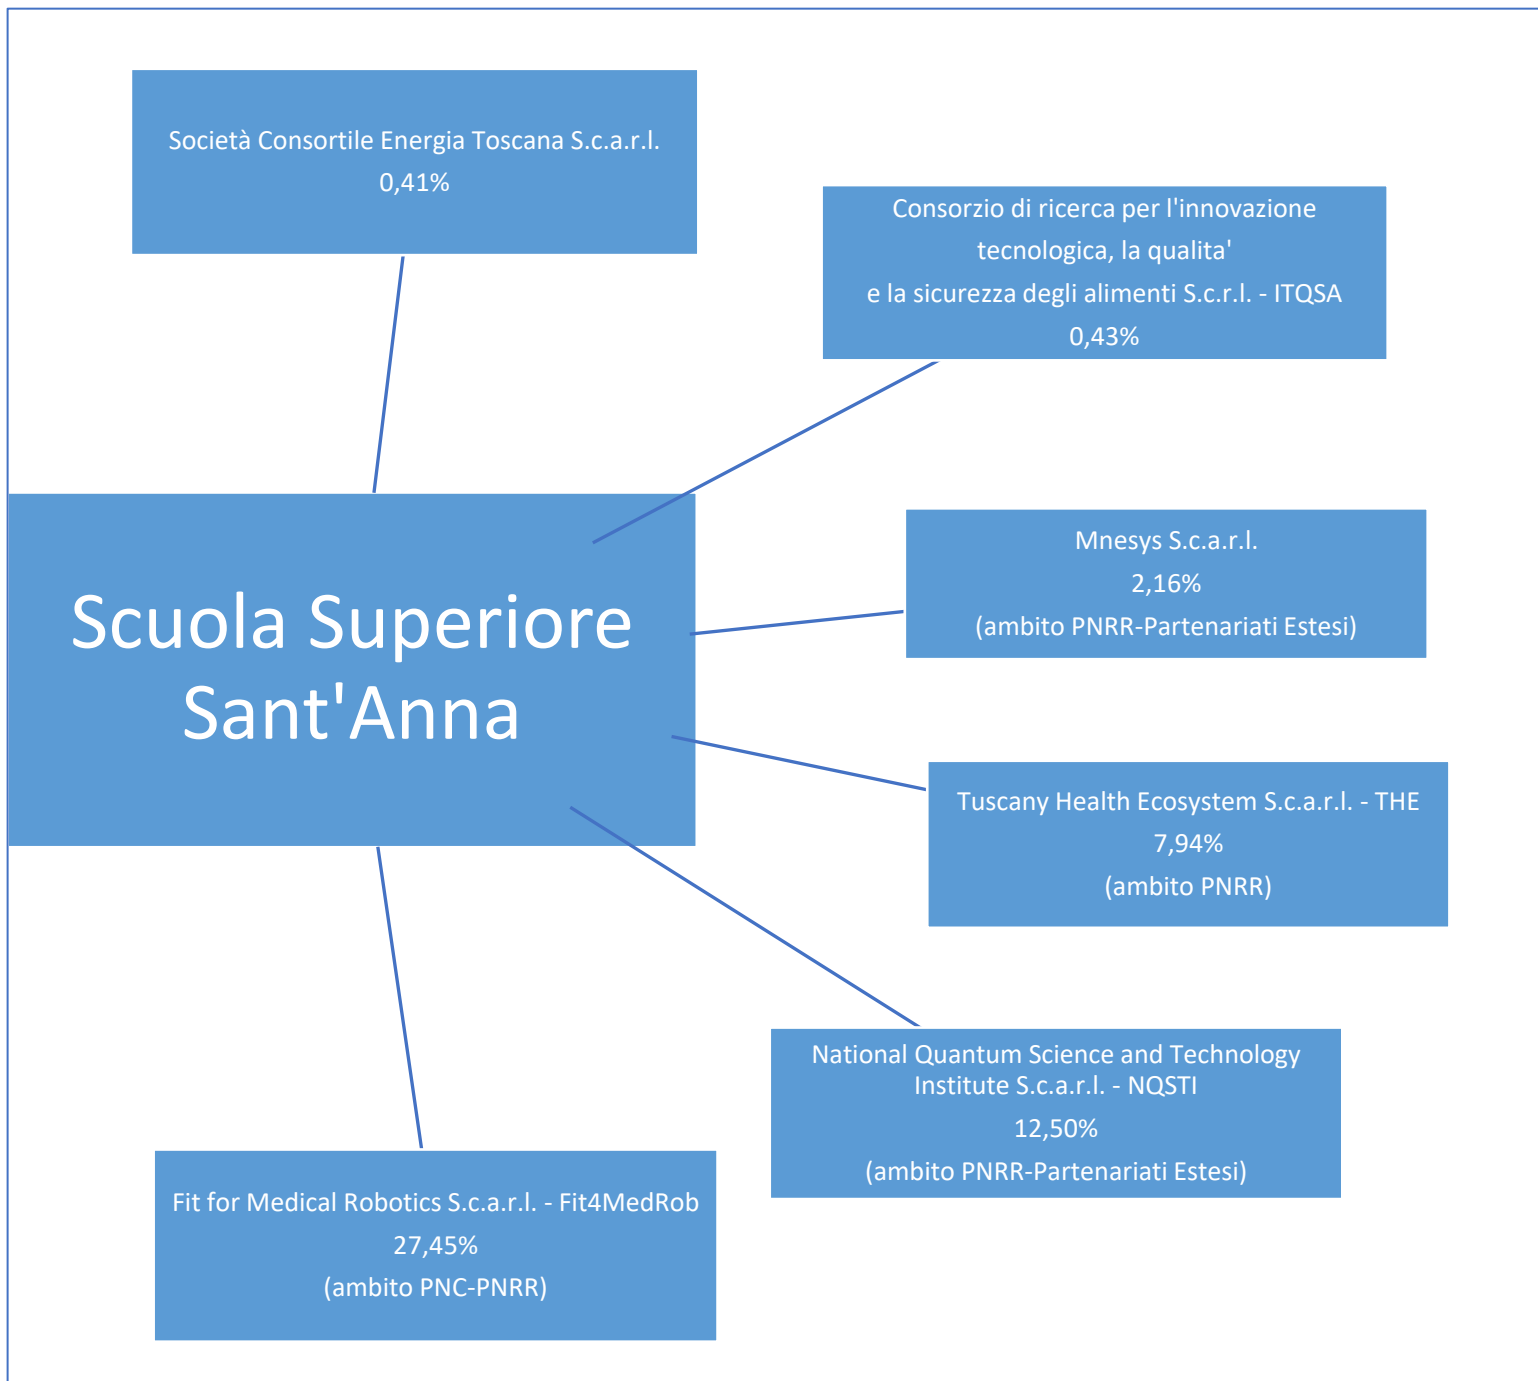 Società Consortile Energia Toscana S.c.a.r.l.
0,41%
Consorzio di ricerca per l'innovazione
tecnologica, la qualita'
e la sicurezza degli alimenti S.c.r.l. - ITQSA
0,43%
Scuola Superiore
Sant'Anna
Mnesys S.c.a.r.l.
2,16%
(ambito PNRR-Partenariati Estesi)
Tuscany Health Ecosystem S.c.a.r.l. - THE
7,94%
(ambito PNRR)
National Quantum Science and Technology
Institute S.c.a.r.l. - NQSTI
12,50%
(ambito PNRR-Partenariati Estesi)
Fit for Medical Robotics S.c.a.r.l. - Fit4MedRob
27,45%
(ambito PNC-PNRR)